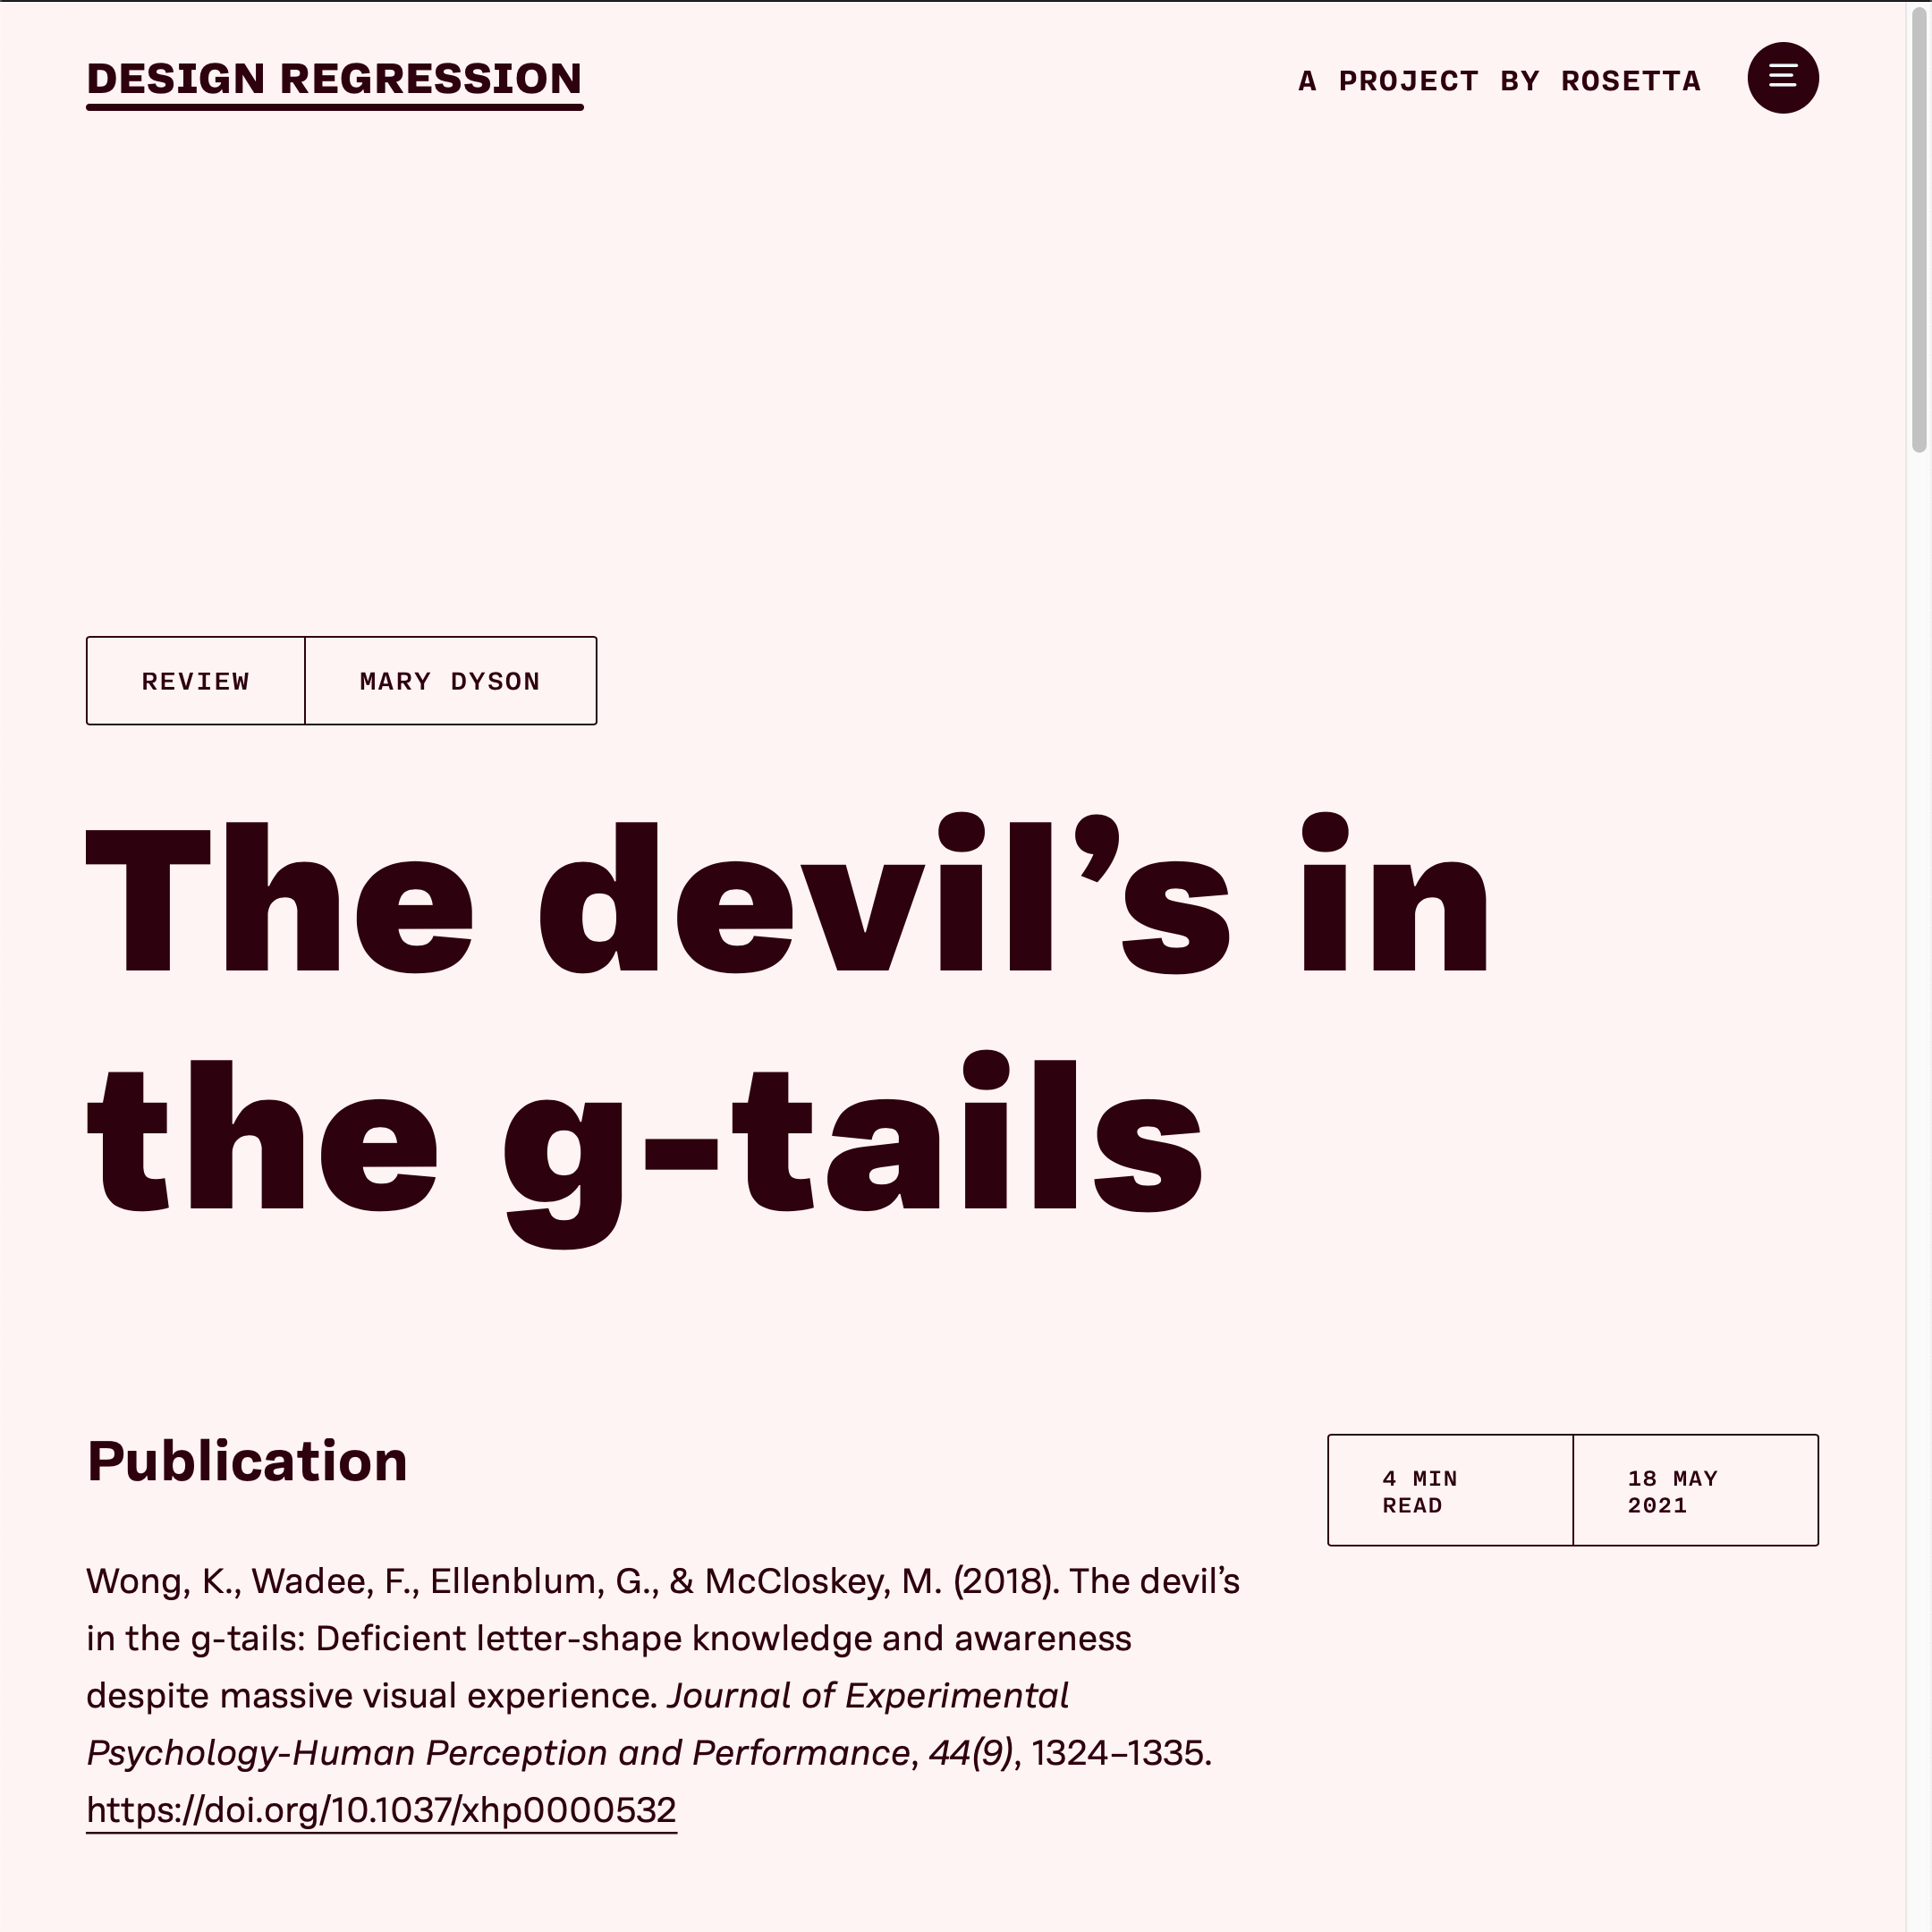 DESIGN REGRESSION
A PROJECT BY ROSETTA
REVIEW
MARY DYSON
The devil’s in
the g-tails
Publication
4 MIN
READ
18 MAY
2021
Wong, K., Wadee, F., Ellenblum, G., & McCloskey, M. (2018). The devil’s
in the g-tails: Deficient letter-shape knowledge and awareness
despite massive visual experience. Journal of Experimental
Psychology-Human Perception and Performance, 44(9), 1324–1335.
https://doi.org/10.1037/xhp0000532